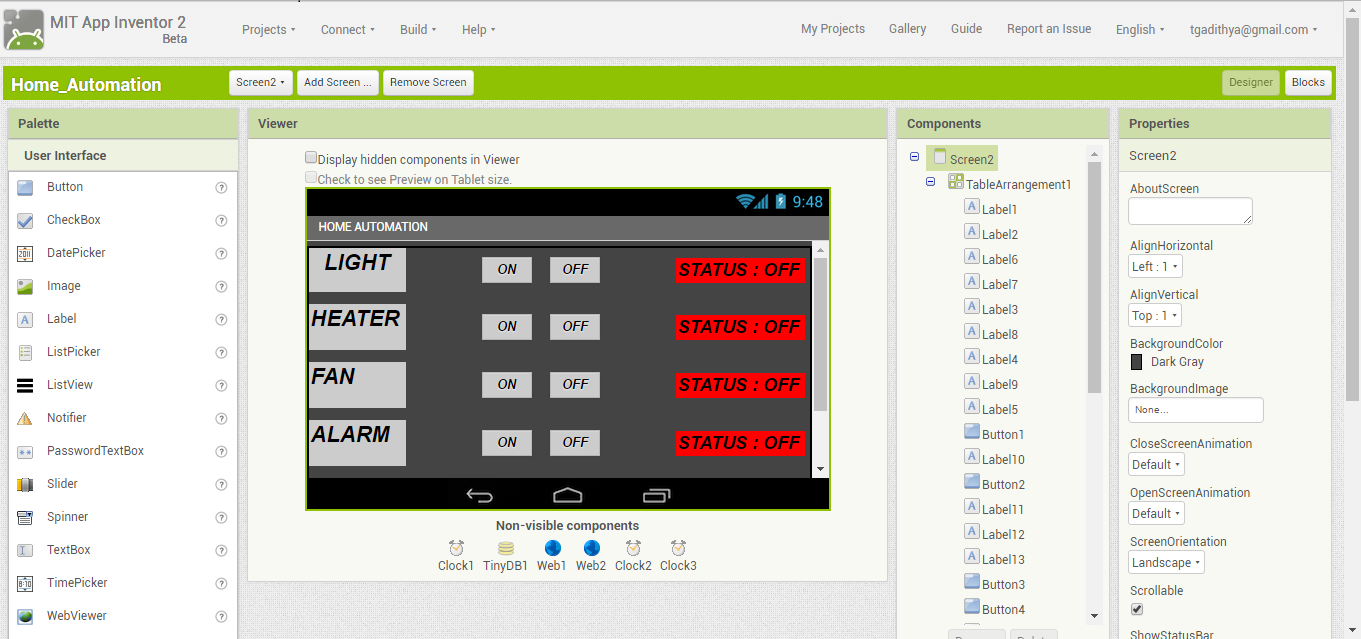 MIT App Inventor 2
Beta
Projects Connect Build Help My Projects Gallery Guide Report an Issue English tgadithya@gmail.com
Home_Automation Screen2 Add Screen ... Remove Screen Designer Blocks
Palette
User Interface
Button ?
CheckBox ?
DatePicker ?
Image ?
Label ?
ListPicker ?
ListView ?
Notifier ?
PasswordTextBox ?
Slider ?
Spinner ?
TextBox ?
TimePicker ?
WebViewer ?
Viewer
Display hidden components in Viewer
Check to see Preview on Tablet size.
9:48
HOME AUTOMATION
LIGHT ON OFF STATUS : OFF
HEATER ON OFF STATUS : OFF
FAN ON OFF STATUS : OFF
ALARM ON OFF STATUS : OFF
Non-visible components
Clock1 TinyDB1 Web1 Web2 Clock2 Clock3
Components
Screen2
TableArrangement1
A Label1
A Label2
A Label6
A Label7
A Label3
A Label8
A Label4
A Label9
A Label5
Button1
A Label10
Button2
A Label11
A Label12
A Label13
Button3
Button4
Properties
Screen2
AboutScreen
AlignHorizontal
Left : 1
AlignVertical
Top : 1
BackgroundColor
Dark Gray
BackgroundImage
None...
CloseScreenAnimation
Default
OpenScreenAnimation
Default
ScreenOrientation
Landscape
Scrollable
ShowStatusBar